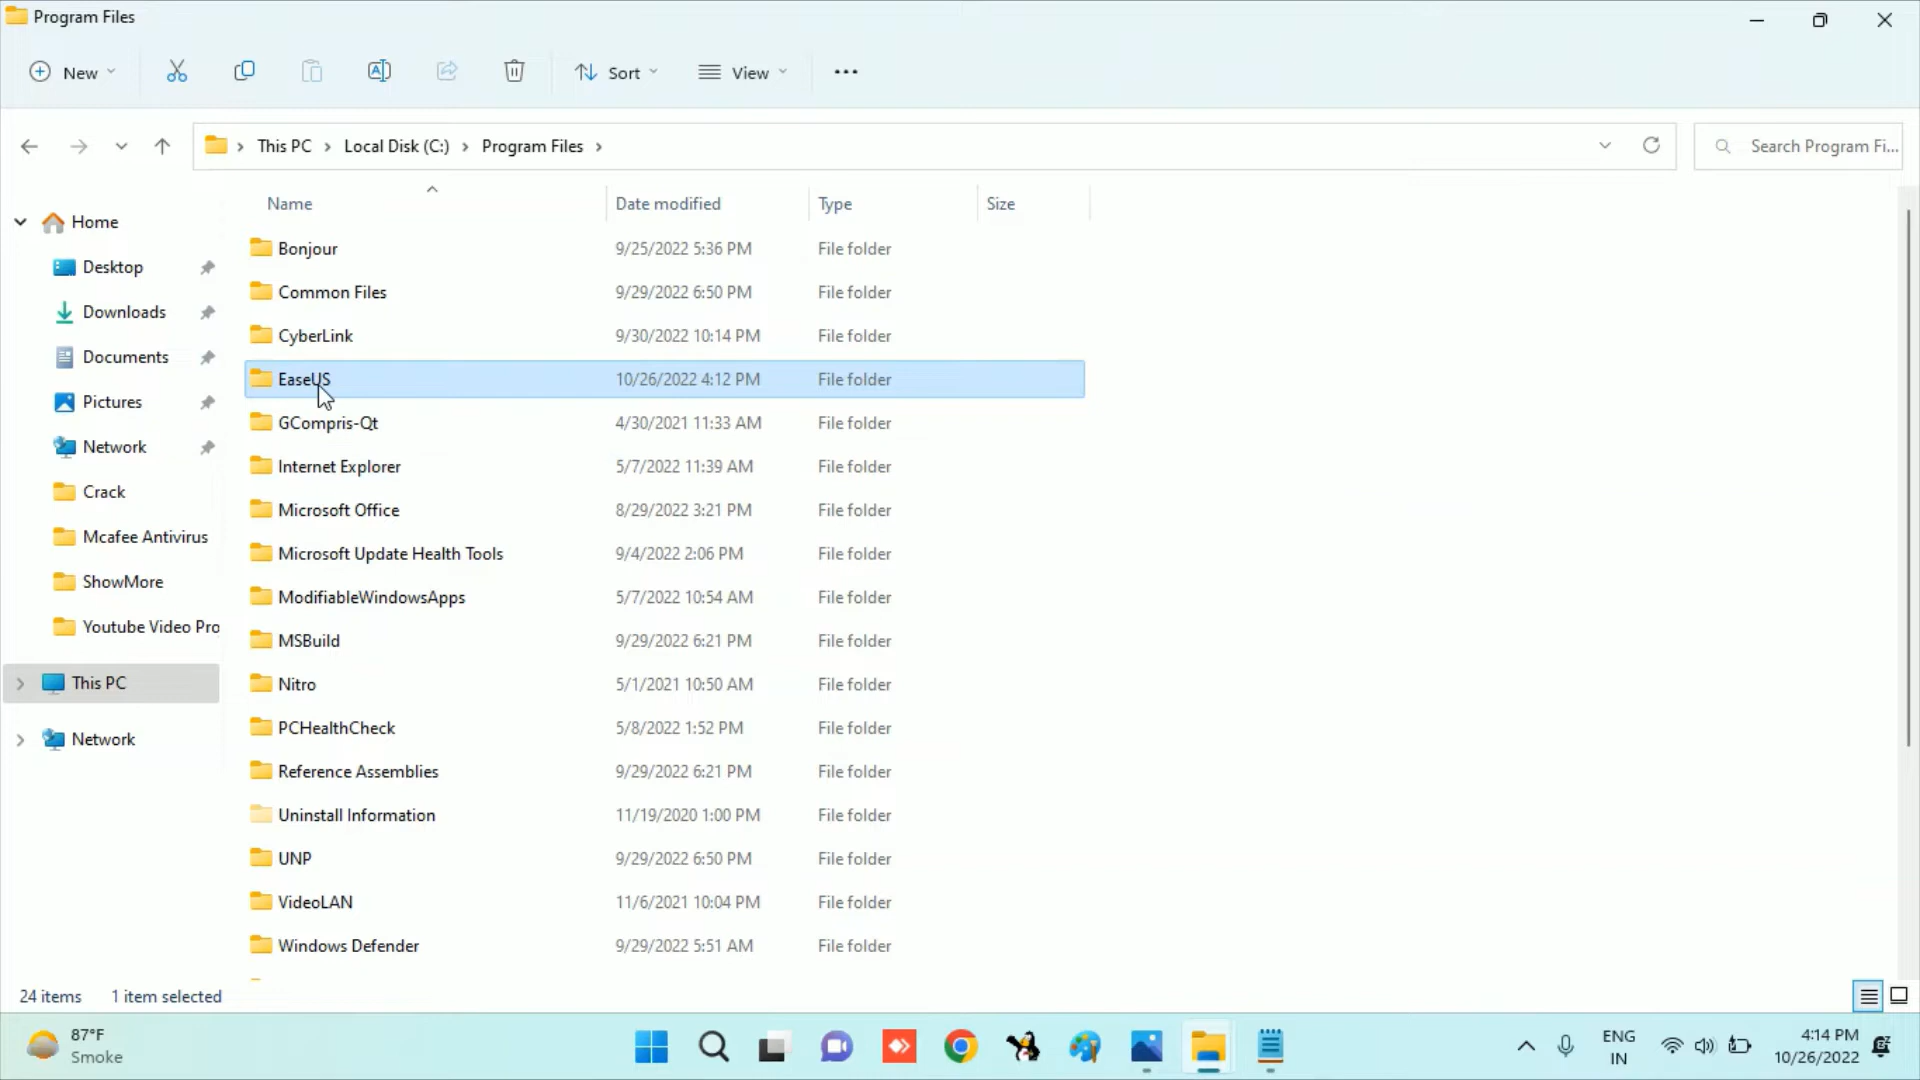 Program Files
New
Sort
View
This PC
Local Disk (C:)
Program Files
Search Program Fi...
Name
Date modified
Type
Size
Home
Desktop
Downloads
Documents
Pictures
Network
Crack
Mcafee Antivirus
ShowMore
Youtube Video Pro
This PC
Network
Bonjour 9/25/2022 5:36 PM File folder
Common Files 9/29/2022 6:50 PM File folder
CyberLink 9/30/2022 10:14 PM File folder
EaseUS 10/26/2022 4:12 PM File folder
GCompris-Qt 4/30/2021 11:33 AM File folder
Internet Explorer 5/7/2022 11:39 AM File folder
Microsoft Office 8/29/2022 3:21 PM File folder
Microsoft Update Health Tools 9/4/2022 2:06 PM File folder
ModifiableWindowsApps 5/7/2022 10:54 AM File folder
MSBuild 9/29/2022 6:21 PM File folder
Nitro 5/1/2021 10:50 AM File folder
PCHealthCheck 5/8/2022 1:52 PM File folder
Reference Assemblies 9/29/2022 6:21 PM File folder
Uninstall Information 11/19/2020 1:00 PM File folder
UNP 9/29/2022 6:50 PM File folder
VideoLAN 11/6/2021 10:04 PM File folder
Windows Defender 9/29/2022 5:51 AM File folder
24 items 1 item selected
87°F
Smoke
ENG
IN
4:14 PM
10/26/2022